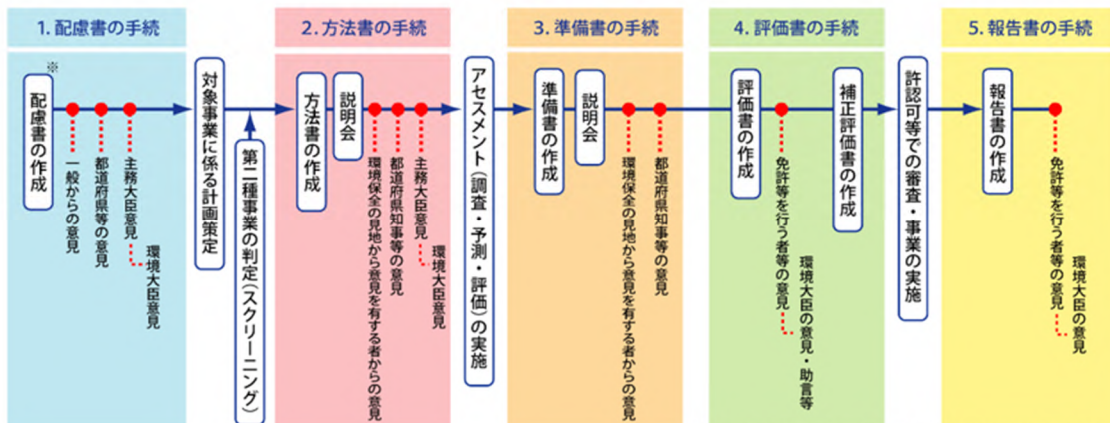 1. 配慮書の手続
※
配慮書の作成
一般からの意見
都道府県等の意見
主務大臣意見
環境大臣意見
対象事業に係る計画策定
第二種事業の判定(スクリーニング)
2. 方法書の手続
方法書の作成
説明会
環境保全の見地から意見を有する者からの意見
都道府県知事等の意見
主務大臣意見
環境大臣意見
アセスメント(調査・予測・評価)の実施
3. 準備書の手続
準備書の作成
説明会
環境保全の見地から意見を有する者からの意見
都道府県知事等の意見
4. 評価書の手続
評価書の作成
免許等を行う者等の意見
環境大臣の意見・助言等
補正評価書の作成
許認可等での審査・事業の実施
5. 報告書の手続
報告書の作成
免許等を行う者等の意見
環境大臣の意見